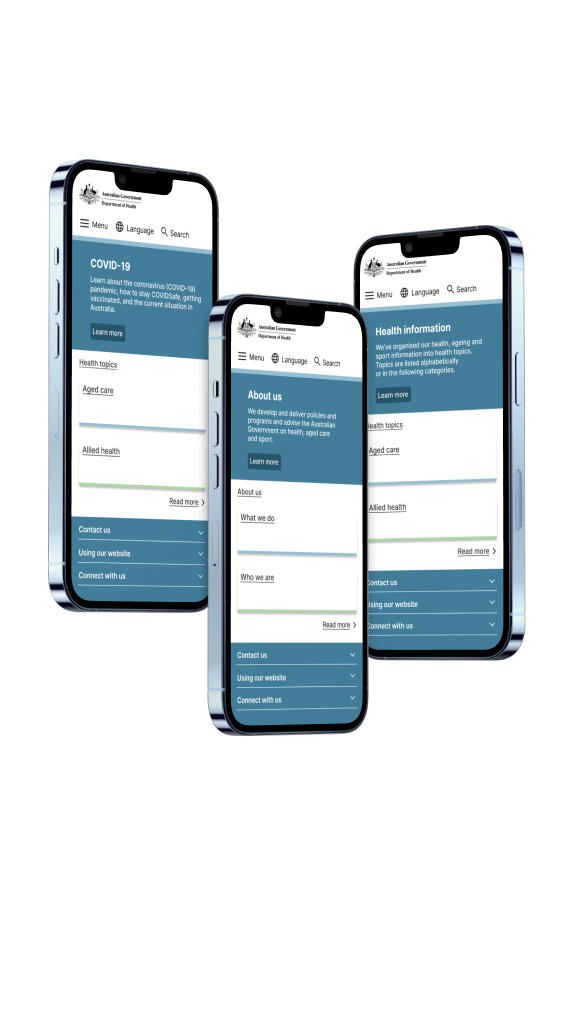 Australian Government
Department of Health
Menu
Language
Search
COVID-19
Learn about the coronavirus (COVID-19)
pandemic, how to stay COVIDSafe, getting
vaccinated, and the current situation in
Australia.
Learn more
Health topics
Aged care
Allied health
Read more
Contact us
Using our website
Connect with us
Australian Government
Department of Health
Menu
Language
Search
About us
We develop and deliver policies and
programs and advise the Australian
Government on health, aged care
and sport.
Learn more
About us
What we do
Who we are
Read more
Contact us
Using our website
Connect with us
Australian Government
Department of Health
Menu
Language
Search
Health information
We've organised our health, ageing and
sport information into health topics.
Topics are listed alphabetically
or in the following categories.
Learn more
Health topics
Aged care
Allied health
Read more
Contact us
Using our website
Connect with us